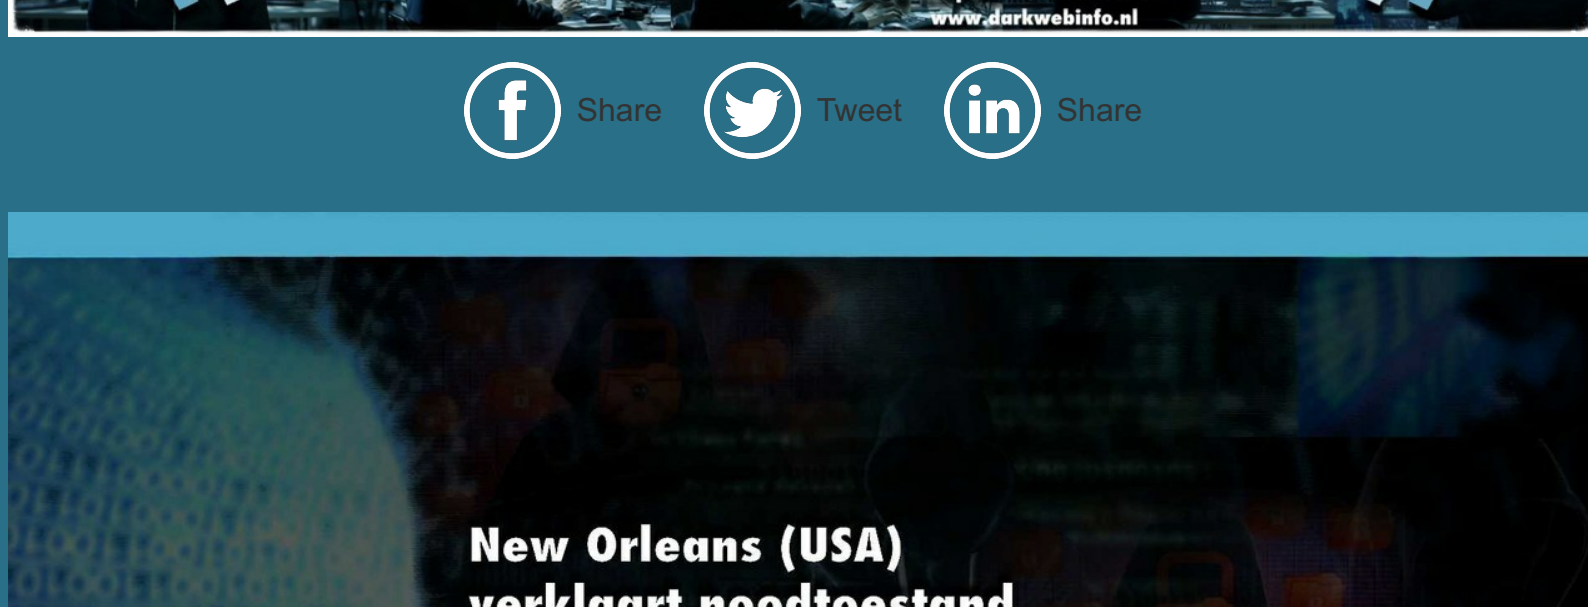 www.darkwebinfo.nl
Share
Tweet
Share
New Orleans (USA)
verklaart noodtoestand